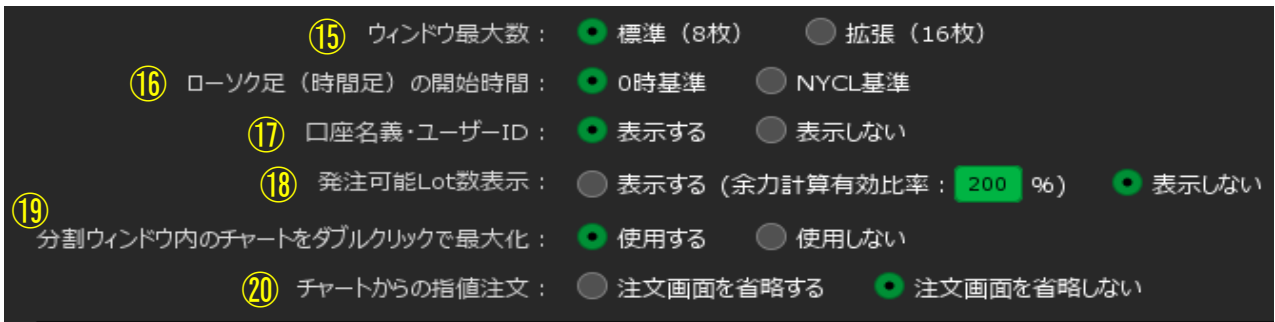 ⑮ ウィンドウ最大数： 標準（8枚） 拡張（16枚）
⑯ ローソク足（時間足）の開始時間： 0時基準 NYCL基準
⑰ 口座名義・ユーザーID： 表示する 表示しない
⑱ 発注可能Lot数表示： 表示する (余力計算有効比率： 200 %) 表示しない
⑲
分割ウィンドウ内のチャートをダブルクリックで最大化： 使用する 使用しない
⑳ チャートからの指値注文： 注文画面を省略する 注文画面を省略しない